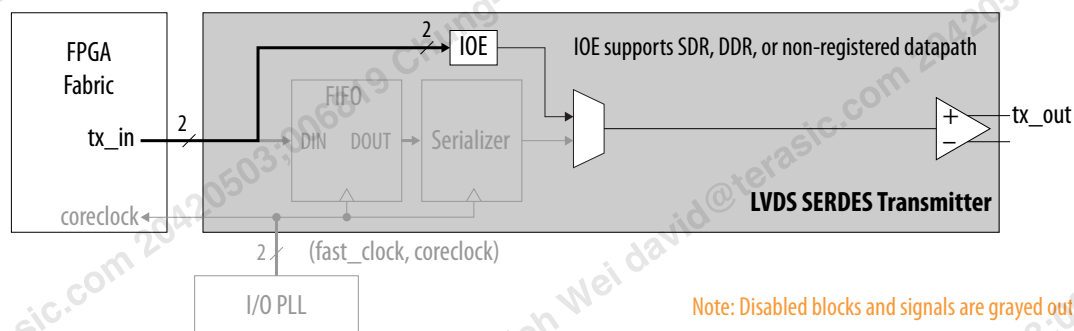 FPGA
Fabric
tx_in
2
coreclock
2
IOE
IOE supports SDR, DDR, or non-registered datapath
FIFO
DIN DOUT
Serializer
+
−
tx_out
LVDS SERDES Transmitter
2
(fast_clock, coreclock)
I/O PLL
Note: Disabled blocks and signals are grayed out